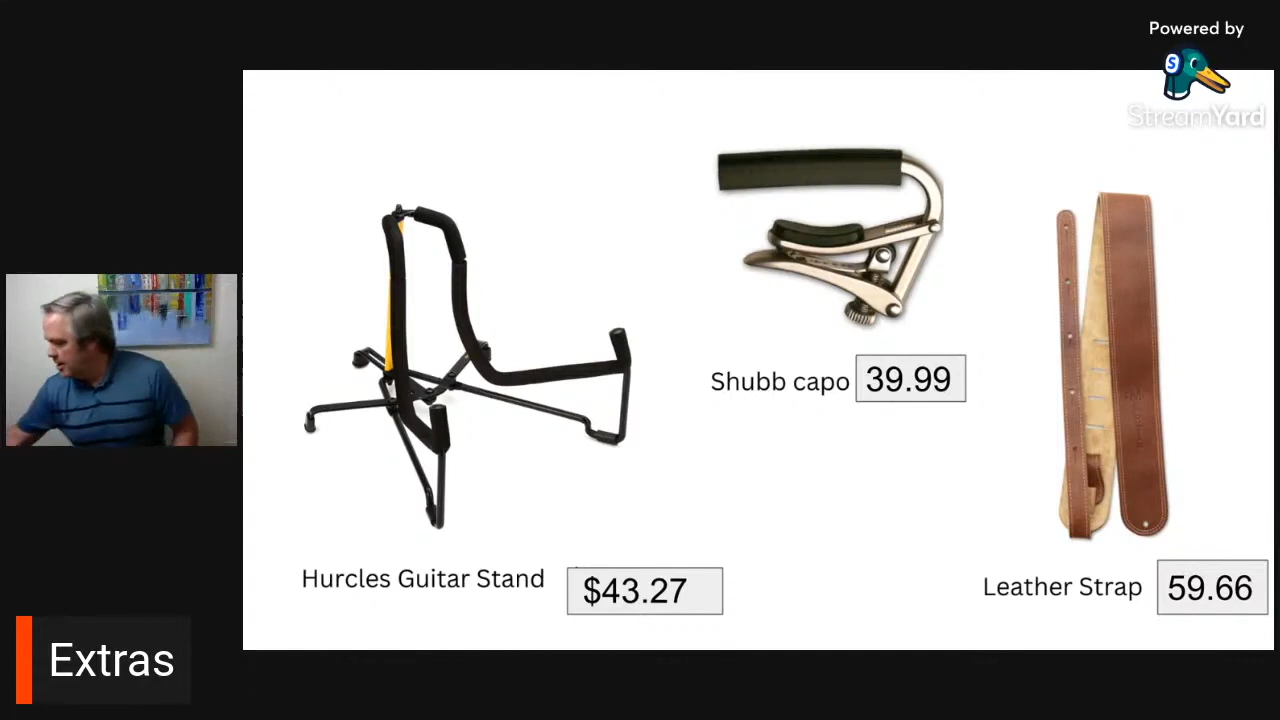 Powered by
S
StreamYard
Shubb capo 39.99
Hurcles Guitar Stand $43.27
Leather Strap 59.66
Extras